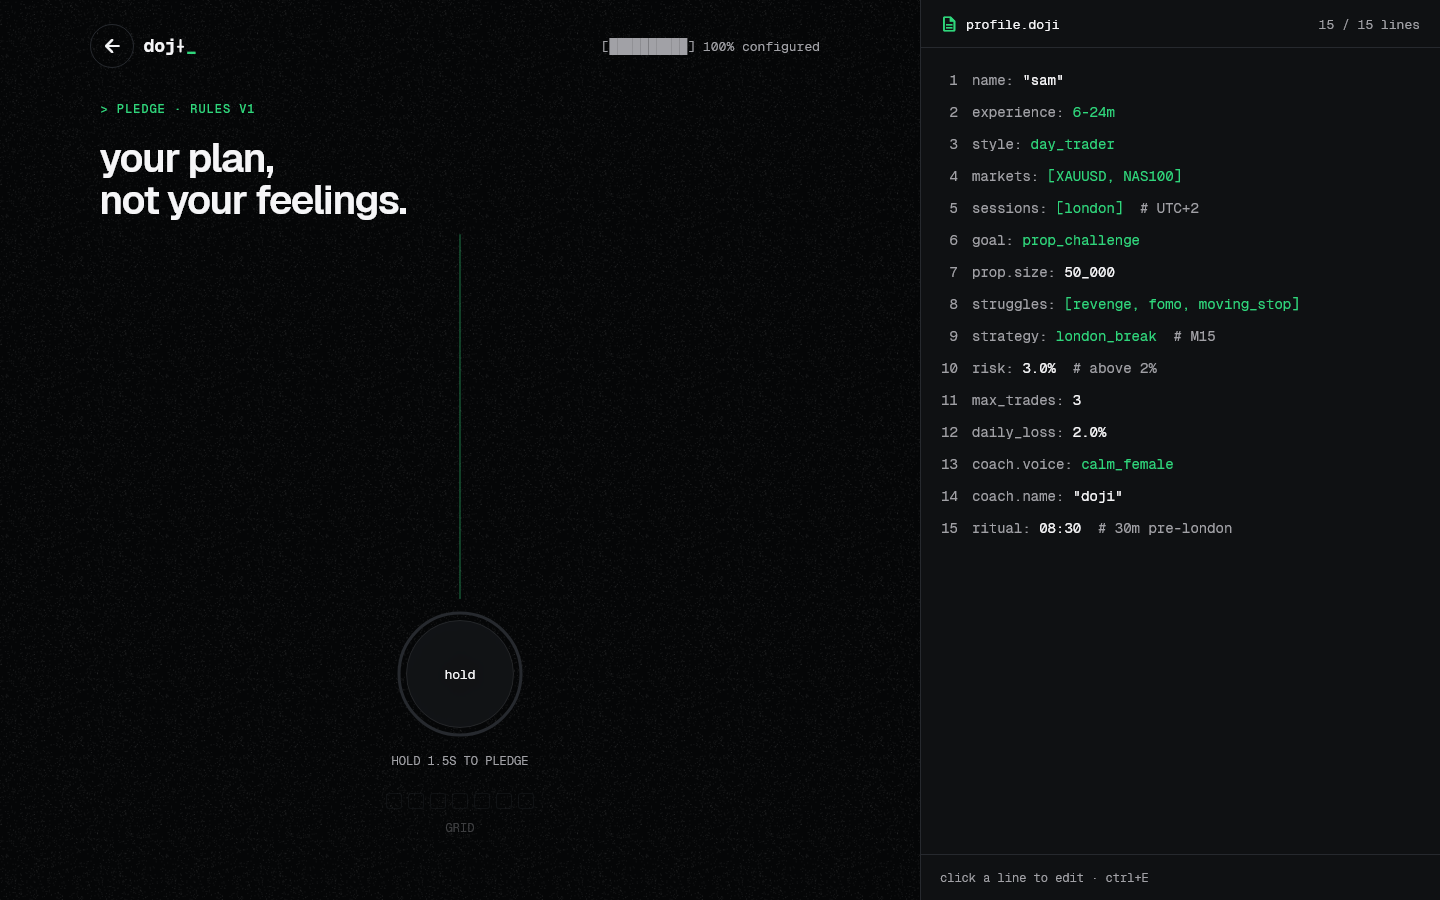 doji_
[██████████] 100% configured
> PLEDGE · RULES V1
your plan,
not your feelings.
hold
HOLD 1.5S TO PLEDGE
GRID
profile.doji
15 / 15 lines
1 name: "sam"
2 experience: 6-24m
3 style: day_trader
4 markets: [XAUUSD, NAS100]
5 sessions: [london] # UTC+2
6 goal: prop_challenge
7 prop.size: 50_000
8 struggles: [revenge, fomo, moving_stop]
9 strategy: london_break # M15
10 risk: 3.0% # above 2%
11 max_trades: 3
12 daily_loss: 2.0%
13 coach.voice: calm_female
14 coach.name: "doji"
15 ritual: 08:30 # 30m pre-london
click a line to edit · ctrl+E